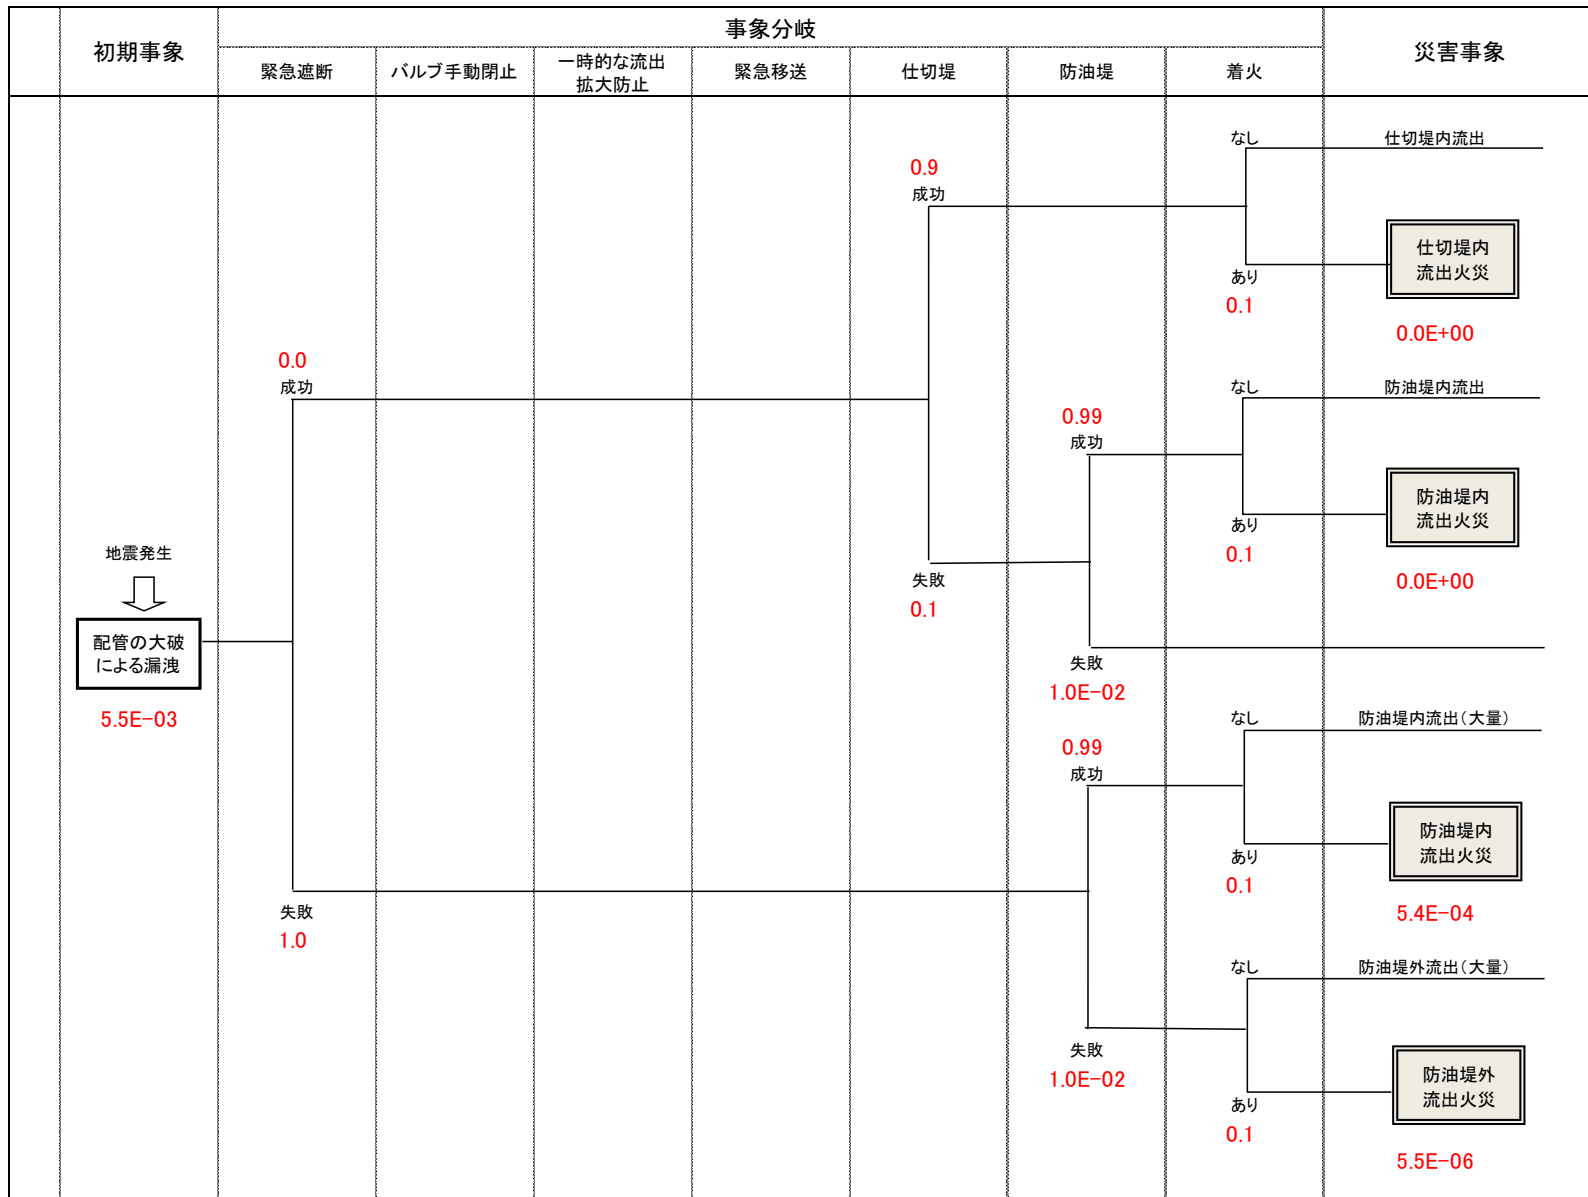 初期事象
事象分岐
災害事象
緊急遮断
バルブ手動閉止
一時的な流出
拡大防止
緊急移送
仕切堤
防油堤
着火
なし
仕切堤内流出
0.9
成功
仕切堤内
流出火災
あり
0.1
0.0E+00
0.0
成功
なし
防油堤内流出
0.99
成功
防油堤内
流出火災
あり
0.1
0.0E+00
地震発生
失敗
0.1
配管の大破
による漏洩
5.5E-03
失敗
1.0E-02
なし
防油堤内流出(大量)
0.99
成功
防油堤内
流出火災
あり
0.1
5.4E-04
失敗
1.0
なし
防油堤外流出(大量)
失敗
1.0E-02
防油堤外
流出火災
あり
0.1
5.5E-06